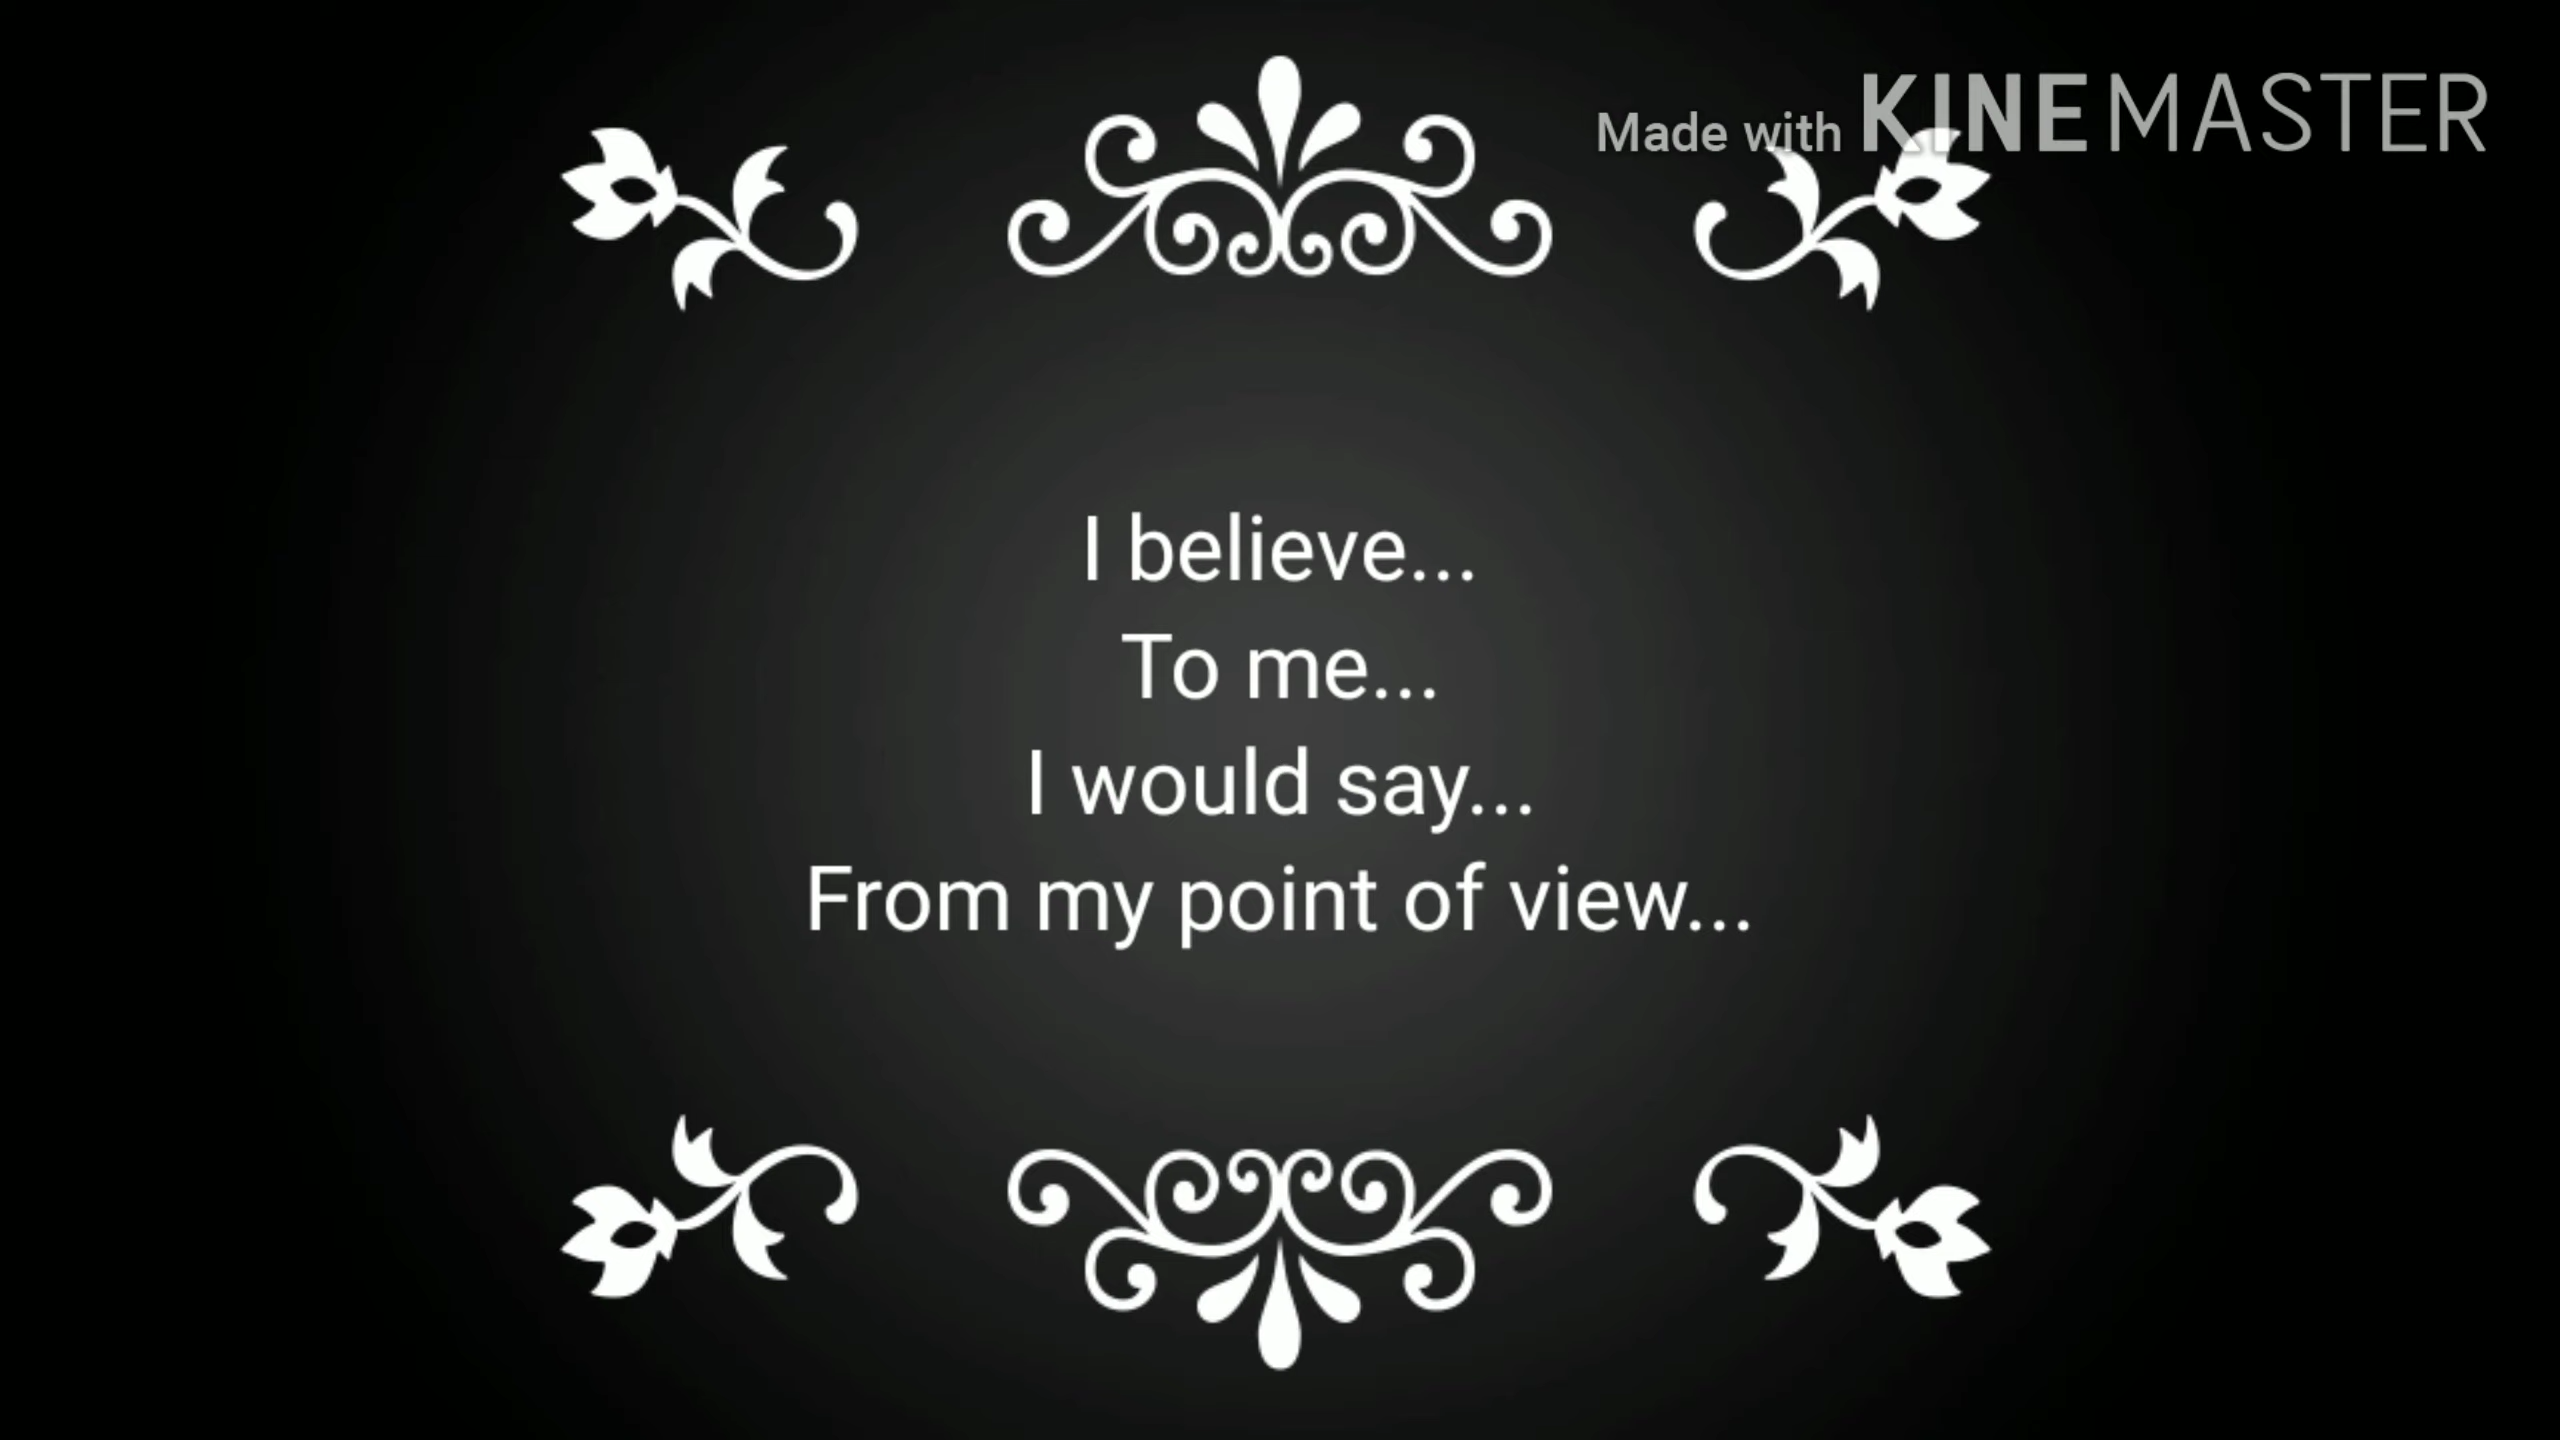 Made with KINEMASTER
I believe...
To me...
I would say...
From my point of view...